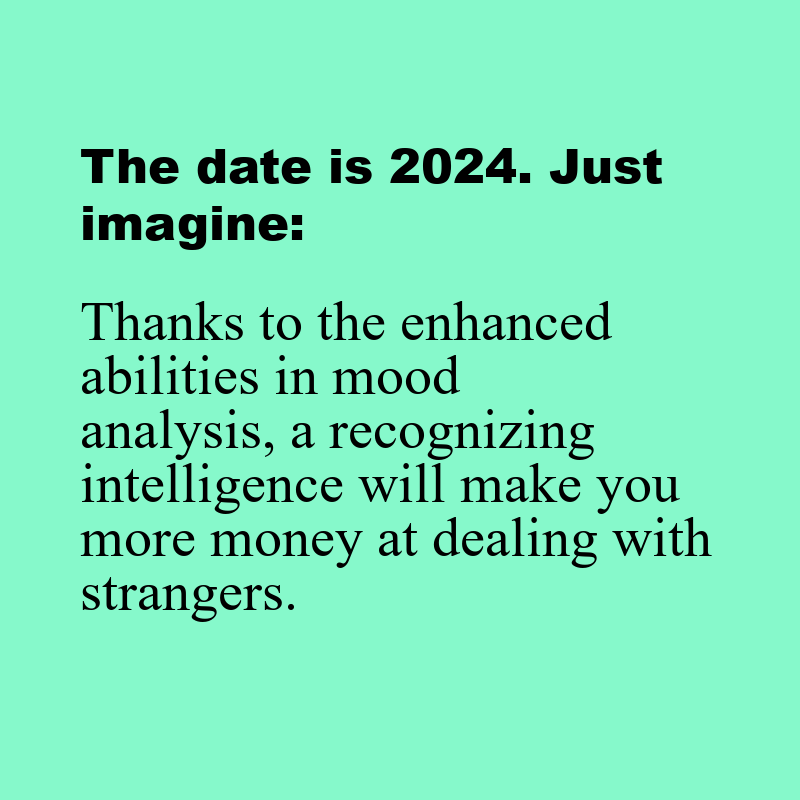 The date is 2024. Just
imagine:
Thanks to the enhanced
abilities in mood
analysis, a recognizing
intelligence will make you
more money at dealing with
strangers.